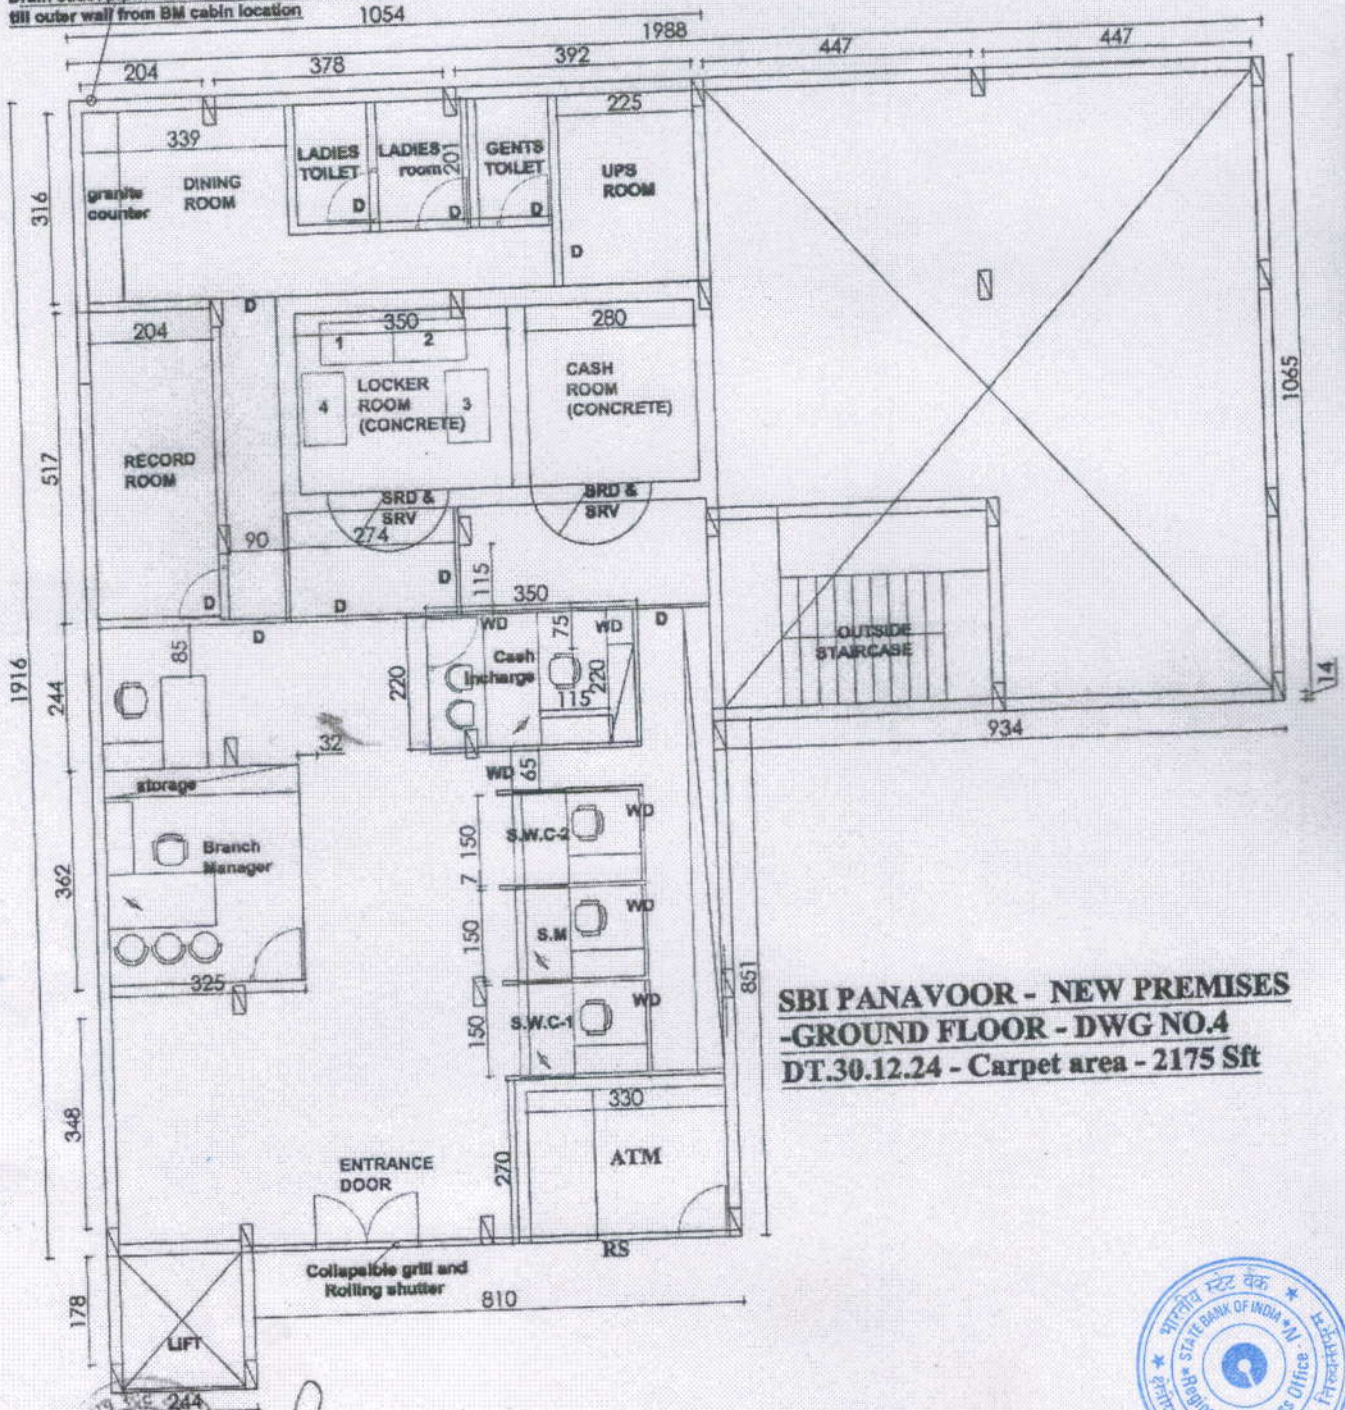 till outer wall from BM cabin location
1054
1988
204
378
392
447
447
339
225
316
granite
counter
DINING
ROOM
LADIES
TOILET
D
LADIES
room
201
D
GENTS
TOILET
D
UPS
ROOM
D
D
204
350
280
1
2
4
3
LOCKER
ROOM
(CONCRETE)
CASH
ROOM
(CONCRETE)
1065
517
RECORD
ROOM
SRD &
SRV
SRD &
SRV
90
274
115
D
D
D
350
D
WD
75
WD
D
OUTSIDE
STAIRCASE
85
220
Cash
Incharge
220
115
14
1916
244
934
32
storage
WD
65
S.W.C-2
WD
150
Branch
Manager
7
362
S.M
WD
150
325
851
S.W.C-1
WD
150
SBI PANAVOOR - NEW PREMISES
-GROUND FLOOR - DWG NO.4
DT.30.12.24 - Carpet area - 2175 Sft
330
348
ATM
270
ENTRANCE
DOOR
RS
Collapsible grill and
Rolling shutter
810
178
LIFT
244
भारतीय स्टेट बैंक
STATE BANK OF INDIA
Office